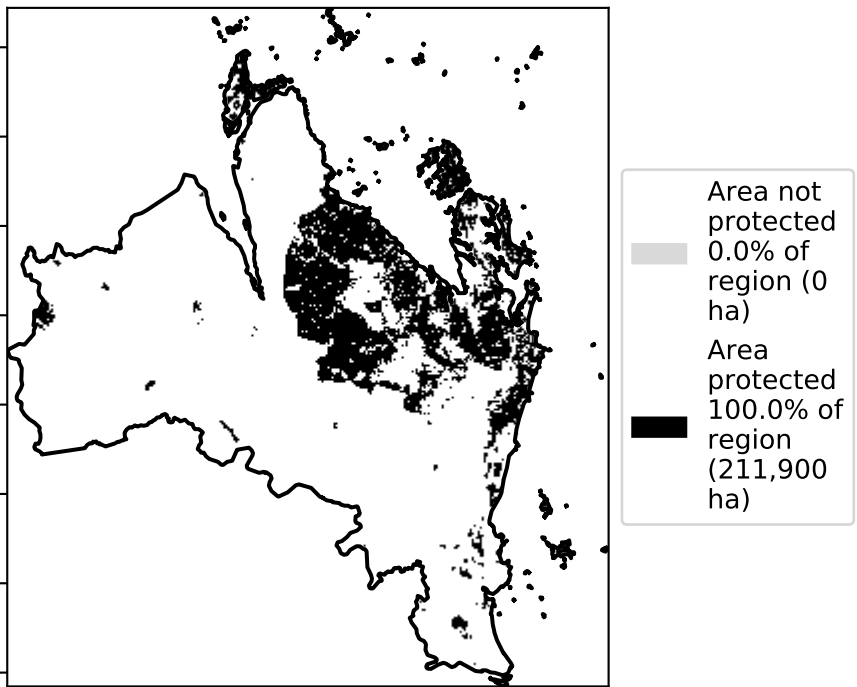 Area not
protected
0.0% of
region (0
ha)
Area
protected
100.0% of
region
(211,900
ha)